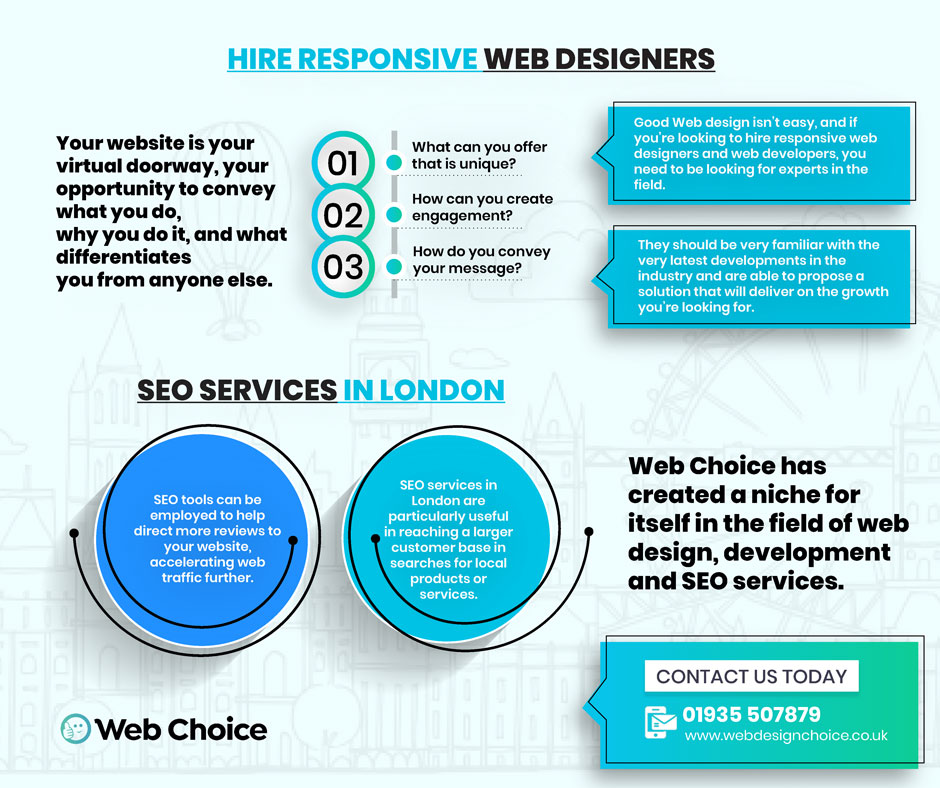 HIRE RESPONSIVE WEB DESIGNERS
Your website is your
virtual doorway, your
opportunity to convey
what you do,
why you do it, and what
differentiates
you from anyone else.
01
What can you offer
that is unique?
02
How can you create
engagement?
03
How do you convey
your message?
Good Web design isn't easy, and if
you're looking to hire responsive web
designers and web developers, you
need to be looking for experts in the
field.
They should be very familiar with the
very latest developments in the
industry and are able to propose a
solution that will deliver on the growth
you're looking for.
SEO SERVICES IN LONDON
SEO tools can be
employed to help
direct more reviews to
your website,
accelerating web
traffic further.
SEO services in
London are
particularly useful
in reaching a larger
customer base in
searches for local
products or
services.
Web Choice has
created a niche for
itself in the field of web
design, development
and SEO services.
Web Choice
CONTACT US TODAY
01935 507879
www.webdesignchoice.co.uk